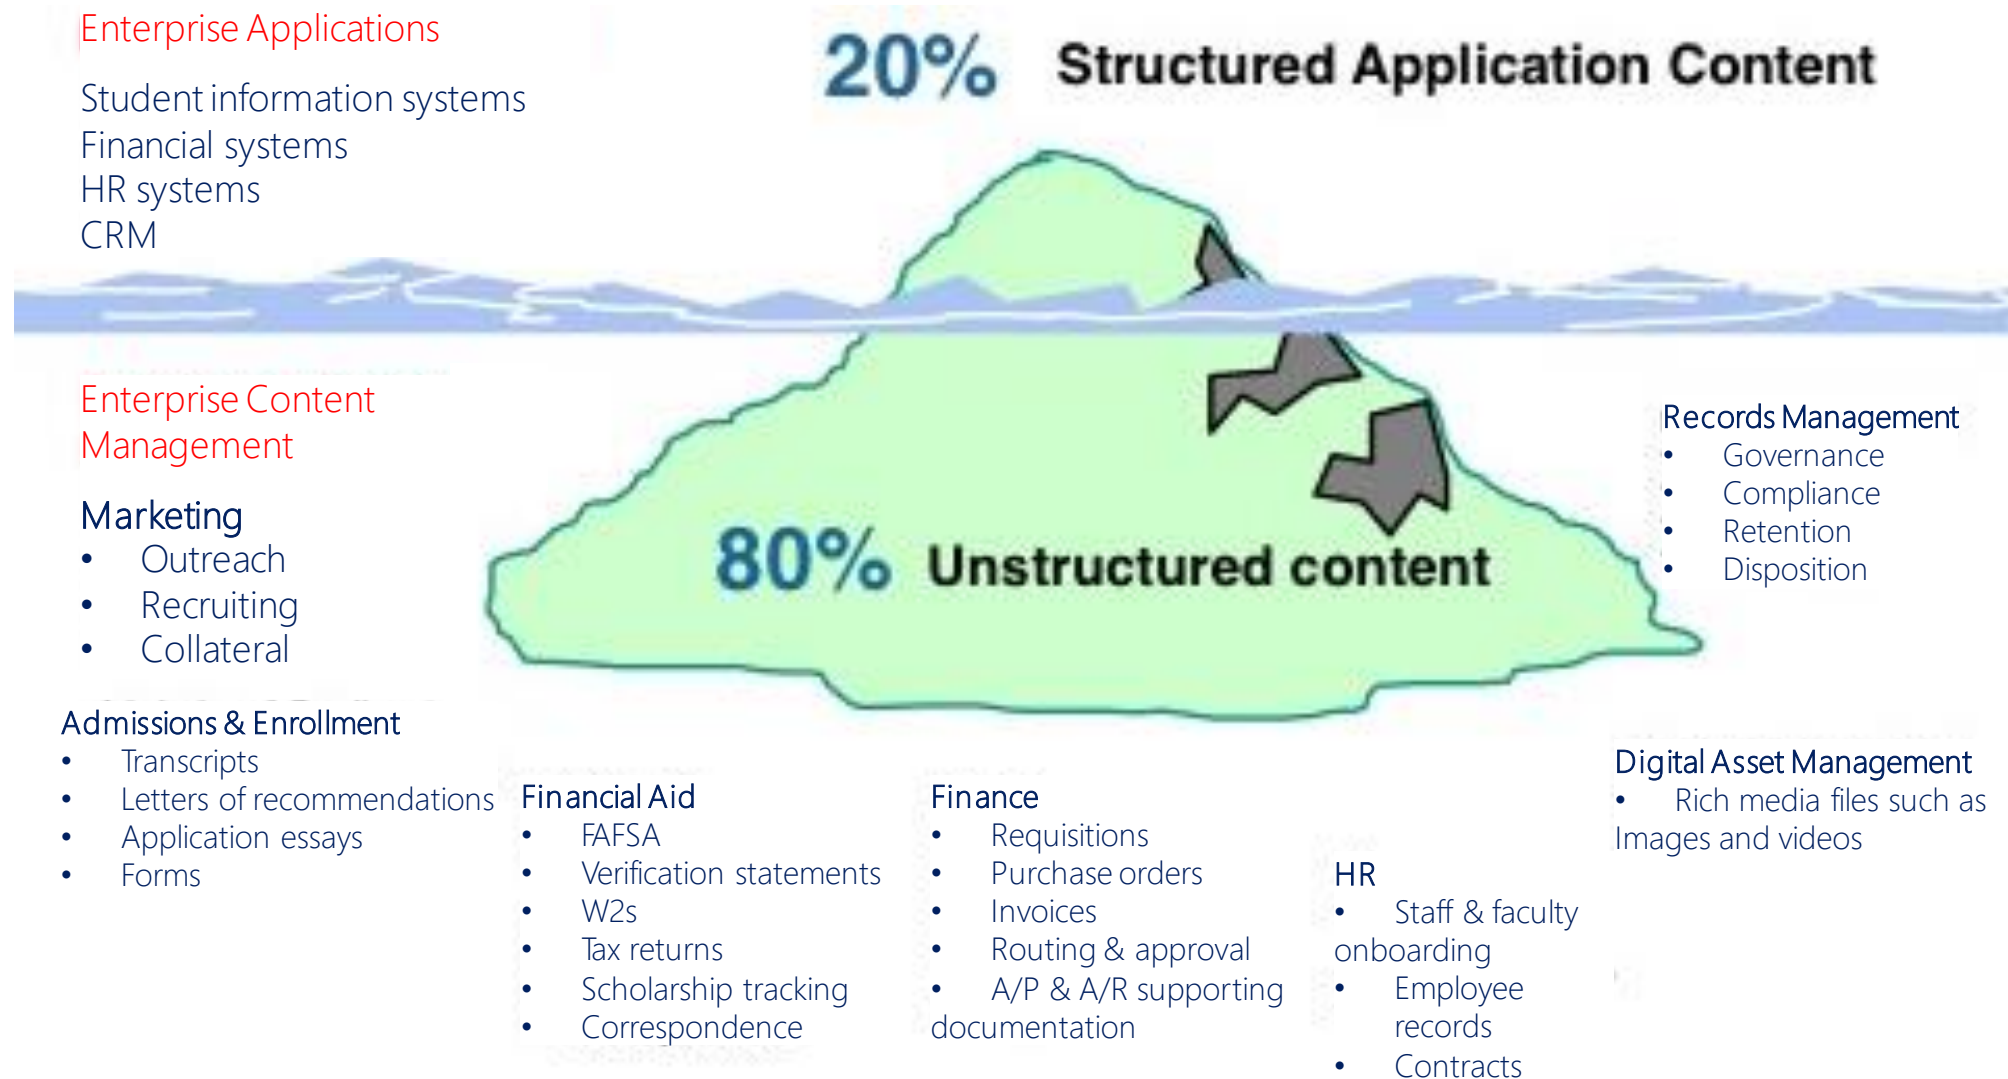 Enterprise Applications
20% Structured Application Content
Student information systems
Financial systems
HR systems
CRM
Enterprise Content
Management
Marketing
• Outreach
• Recruiting
• Collateral
80% Unstructured content
Records Management
• Governance
• Compliance
• Retention
• Disposition
Admissions & Enrollment
• Transcripts
• Letters of recommendations
• Application essays
• Forms
Financial Aid
• FAFSA
• Verification statements
• W2s
• Tax returns
• Scholarship tracking
• Correspondence
Finance
• Requisitions
• Purchase orders
• Invoices
• Routing & approval
• A/P & A/R supporting
documentation
HR
• Staff & faculty
onboarding
• Employee
records
• Contracts
Digital Asset Management
• Rich media files such as
Images and videos